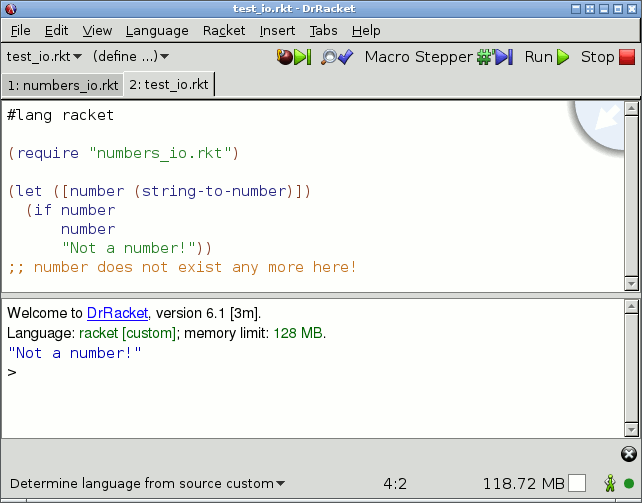 test_io.rkt - DrRacket
File Edit View Language Racket Insert Tabs Help
test_io.rkt (define ...) Macro Stepper Run Stop
1: numbers_io.rkt 2: test_io.rkt
#lang racket
(require "numbers_io.rkt")
(let ([number (string-to-number)])
  (if number
      number
      "Not a number!"))
;; number does not exist any more here!
Welcome to DrRacket, version 6.1 [3m].
Language: racket [custom]; memory limit: 128 MB.
"Not a number!"
>
Determine language from source custom 4:2 118.72 MB